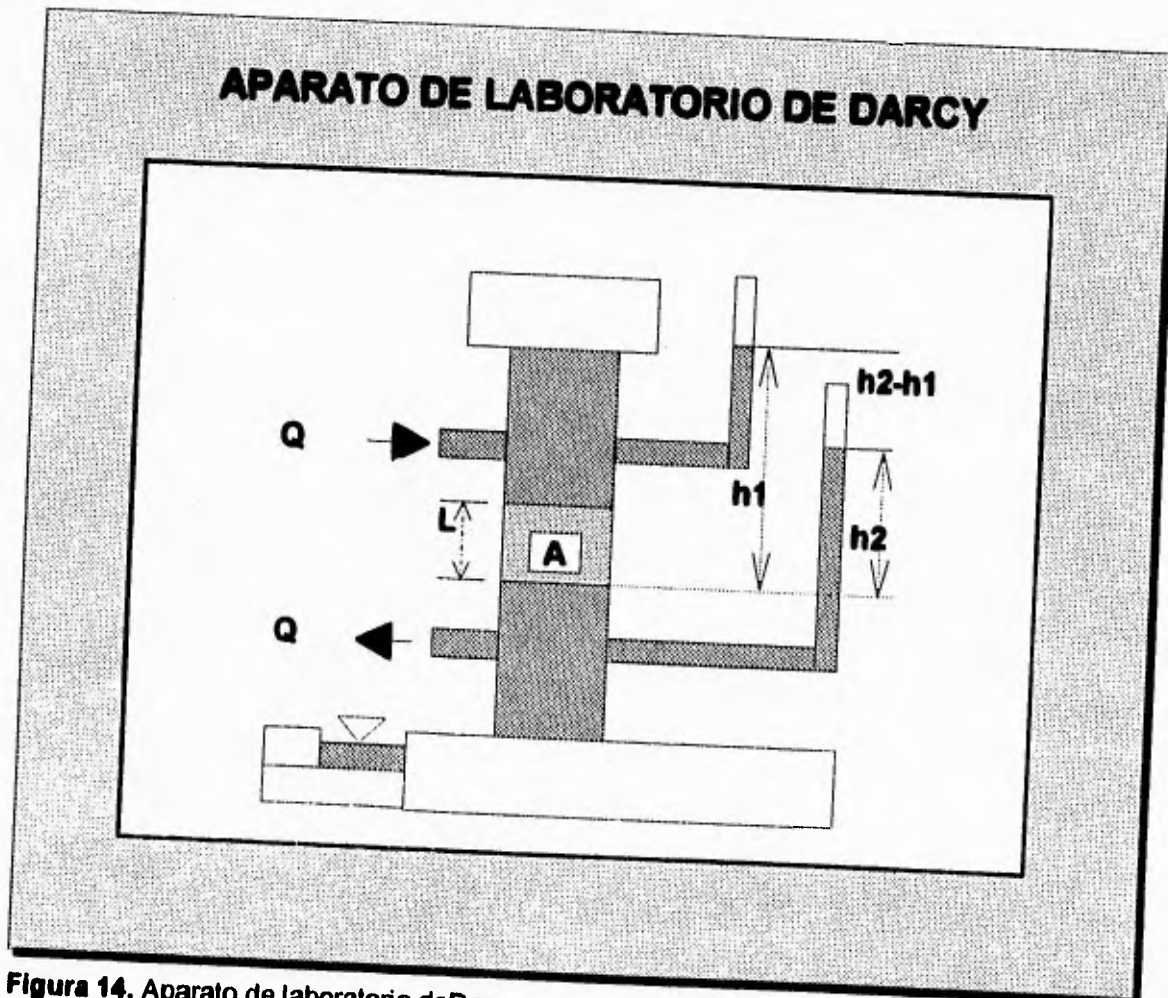 APARATO DE LABORATORIO DE DARCY
h2-h1
Q
h1
L
A
h2
Q
Figura 14. Aparato de laboratorio de